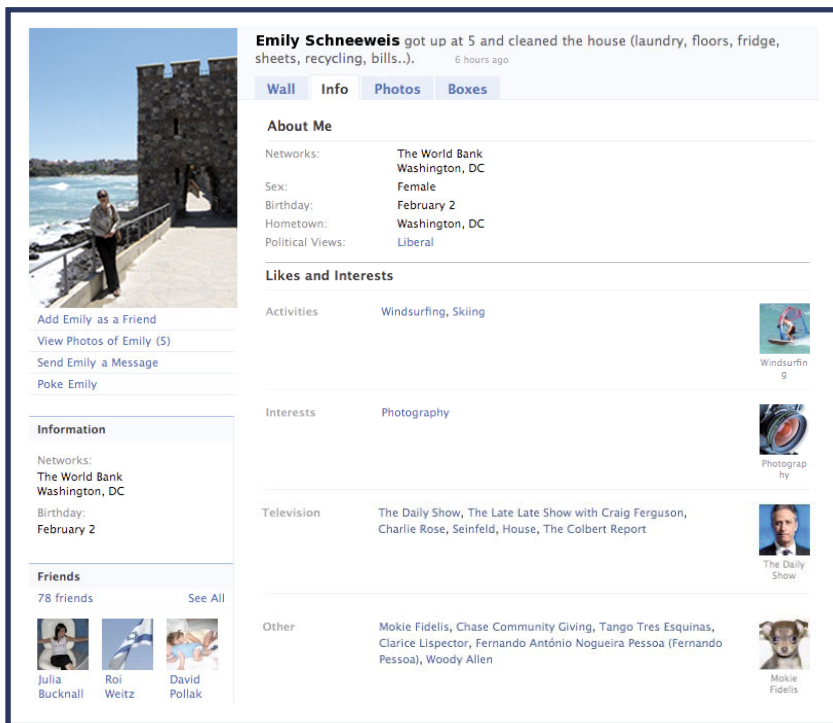 Emily Schneeweis got up at 5 and cleaned the house (laundry, floors, fridge,
sheets, recycling, bills..). 6 hours ago
Wall Info Photos Boxes
About Me
Networks: The World Bank
Washington, DC
Sex: Female
Birthday: February 2
Hometown: Washington, DC
Political Views: Liberal
Likes and Interests
Activities Windsurfing, Skiing
Windsurfin
g
Interests Photography
Photograp
hy
Television The Daily Show, The Late Late Show with Craig Ferguson,
Charlie Rose, Seinfeld, House, The Colbert Report
The Daily
Show
Other Mokie Fidelis, Chase Community Giving, Tango Tres Esquinas,
Clarice Lispector, Fernando António Nogueira Pessoa (Fernando
Pessoa), Woody Allen
Mokie
Fidelis
Add Emily as a Friend
View Photos of Emily (5)
Send Emily a Message
Poke Emily
Information
Networks:
The World Bank
Washington, DC
Birthday:
February 2
Friends
78 friends See All
Julia Roi David
Bucknall Weitz Pollak